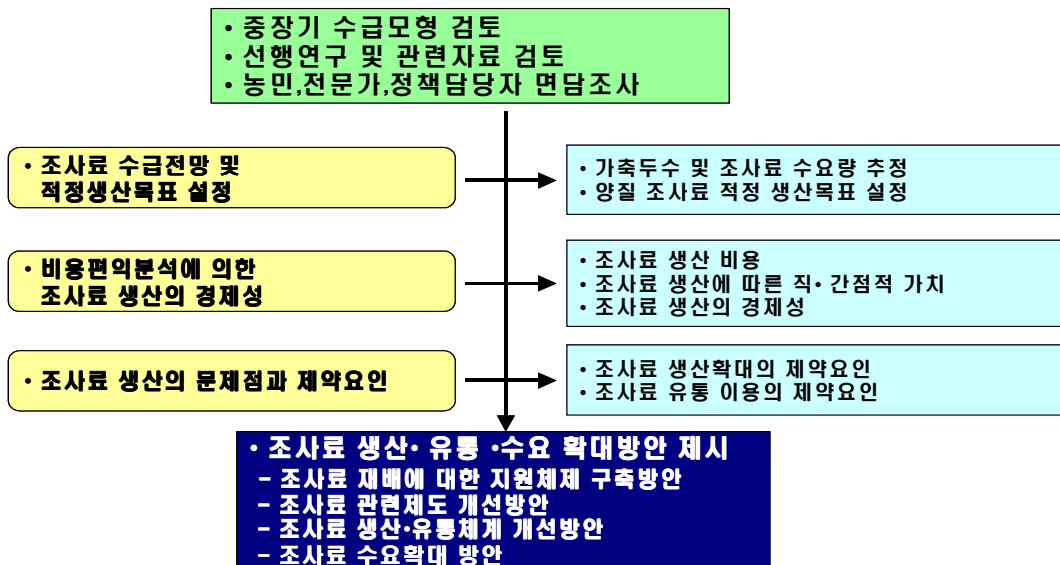 • 중장기 수급모형 검토
• 선행연구 및 관련자료 검토
• 농민,전문가,정책담당자 면담조사
• 조사료 수급전망 및
적정생산목표 설정
• 가축두수 및 조사료 수요량 추정
• 양질 조사료 적정 생산목표 설정
• 비용편익분석에 의한
조사료 생산의 경제성
• 조사료 생산 비용
• 조사료 생산에 따른 직• 간점적 가치
• 조사료 생산의 경제성
• 조사료 생산의 문제점과 제약요인
• 조사료 생산확대의 제약요인
• 조사료 유통 이용의 제약요인
• 조사료 생산• 유통 •수요 확대방안 제시
– 조사료 재배에 대한 지원체제 구축방안
– 조사료 관련제도 개선방안
– 조사료 생산•유통체계 개선방안
– 조사료 수요확대 방안